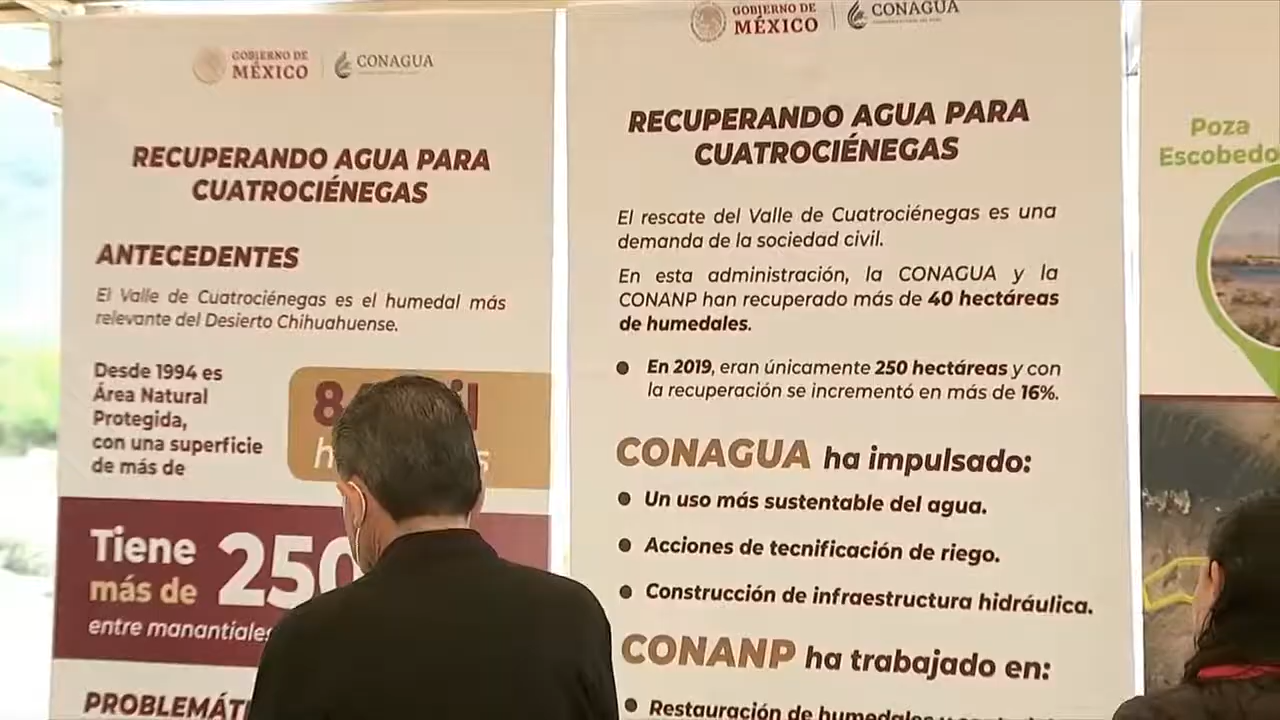 GOBIERNO DE
MÉXICO
CONAGUA
RECUPERANDO AGUA PARA
CUATROCIÉNEGAS
ANTECEDENTES
El Valle de Cuatrociénegas es el humedal más
relevante del Desierto Chihuahuense.
Desde 1994 es
Área Natural
Protegida,
con una superficie
de más de
Tiene
más de
250
entre manantiales
GOBIERNO DE
MÉXICO
CONAGUA
RECUPERANDO AGUA PARA
CUATROCIÉNEGAS
El rescate del Valle de Cuatrociénegas es una
demanda de la sociedad civil.
En esta administración, la CONAGUA y la
CONANP han recuperado más de 40 hectáreas
de humedales.
● En 2019, eran únicamente 250 hectáreas y con
la recuperación se incrementó en más de 16%.
CONAGUA ha impulsado:
● Un uso más sustentable del agua.
● Acciones de tecnificación de riego.
● Construcción de infraestructura hidráulica.
CONANP ha trabajado en:
● Restauración de humedales y
Poza
Escobedo